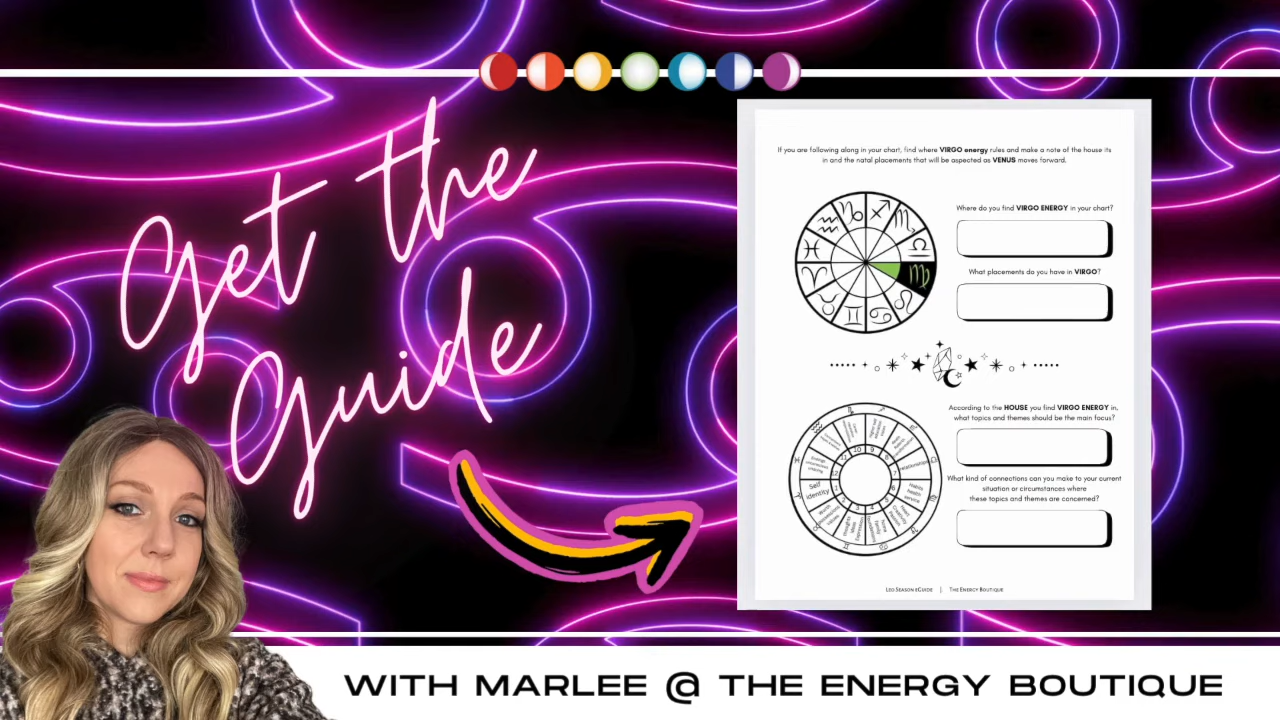 Get the
Guide
If you are following along in your chart, find where VIRGO energy rules and make a note of the house its
in and the natal placements that will be aspected as VENUS moves forward.
Where do you find VIRGO ENERGY in your chart?
What placements do you have in VIRGO?
According to the HOUSE you find VIRGO ENERGY in,
what topics and themes should be the main focus?
What kind of connections can you make to your current
situation or circumstances where
these topics and themes are concerned?
Self
identity
relationships
Habits
health
service
LEO SEASON EGUIDE | THE ENERGY BOUTIQUE
WITH MARLEE @ THE ENERGY BOUTIQUE